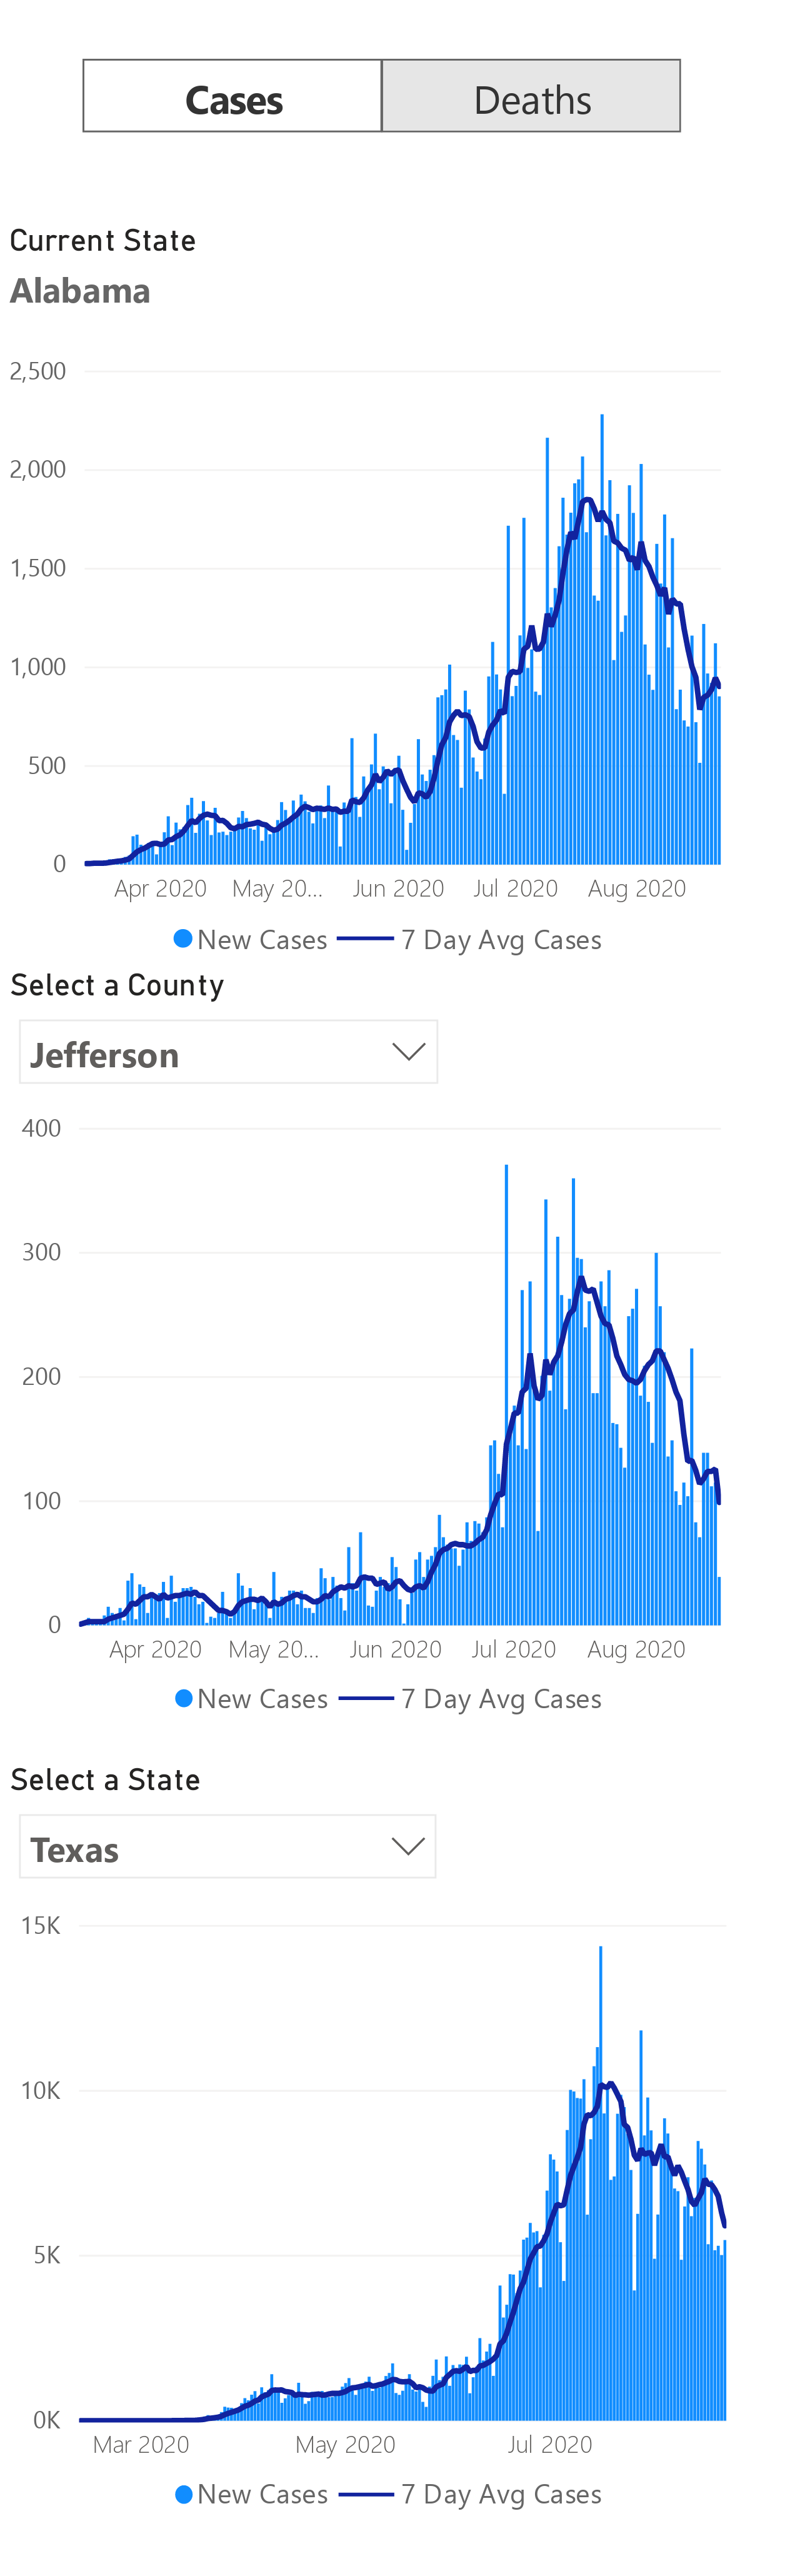 Cases Deaths
Current State
Alabama
2,500
2,000
1,500
1,000
500
0
Apr 2020 May 20... Jun 2020 Jul 2020 Aug 2020
New Cases 7 Day Avg Cases
Select a County
Jefferson
400
300
200
100
0
Apr 2020 May 20... Jun 2020 Jul 2020 Aug 2020
New Cases 7 Day Avg Cases
Select a State
Texas
15K
10K
5K
0K
Mar 2020 May 2020 Jul 2020
New Cases 7 Day Avg Cases